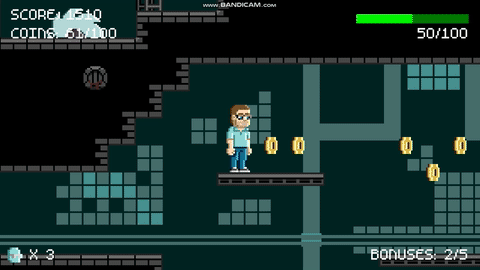 www.BANDICAM.com
SCORE: 1510
COINS: 61/100
50/100
X 3
BONUSES: 2/5